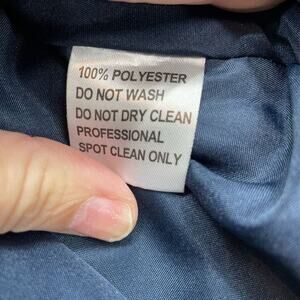 100% POLYESTER
DO NOT WASH
DO NOT DRY CLEAN
PROFESSIONAL
SPOT CLEAN ONLY